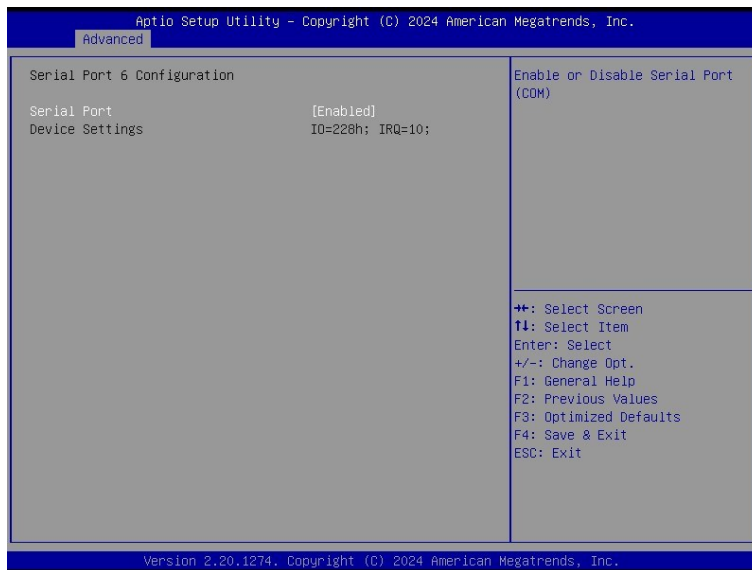 Aptio Setup Utility – Copyright (C) 2024 American Megatrends, Inc.
Advanced
Serial Port 6 Configuration
Serial Port [Enabled]
Device Settings IO=228h; IRQ=10;
Enable or Disable Serial Port
(COM)
→←: Select Screen
↑↓: Select Item
Enter: Select
+/-: Change Opt.
F1: General Help
F2: Previous Values
F3: Optimized Defaults
F4: Save & Exit
ESC: Exit
Version 2.20.1274. Copyright (C) 2024 American Megatrends, Inc.